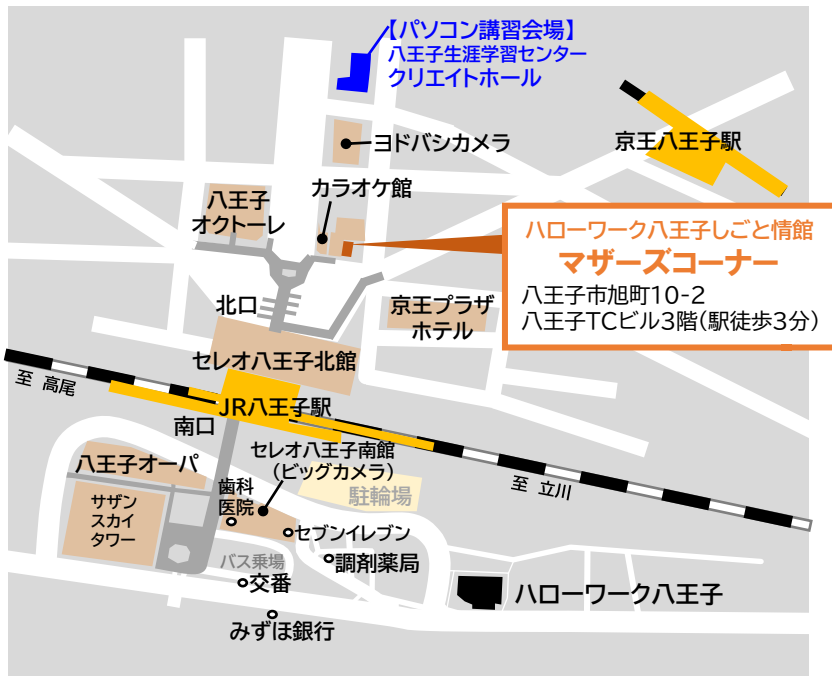 【パソコン講習会場】
八王子生涯学習センター
クリエイトホール
ヨドバシカメラ
京王八王子駅
カラオケ館
八王子
オクトーレ
ハローワーク八王子しごと情館
マザーズコーナー
八王子市旭町10-2
八王子TCビル3階(駅徒歩3分)
北口
京王プラザ
ホテル
セレオ八王子北館
至 高尾
JR八王子駅
南口
セレオ八王子南館
(ビッグカメラ)
八王子オーパ
歯科
医院
駐輪場
至 立川
サザン
スカイ
タワー
セブンイレブン
バス乗場
調剤薬局
交番
ハローワーク八王子
みずほ銀行